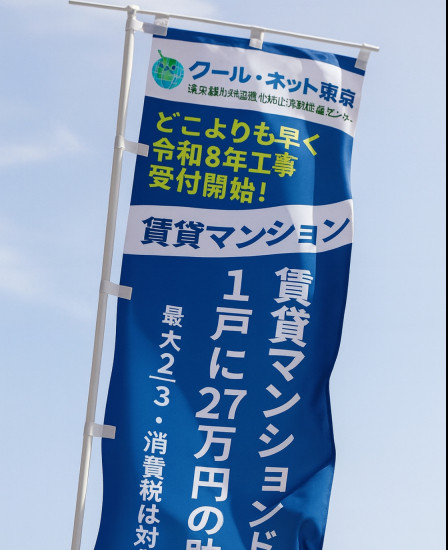 クール・ネット東京
どこよりも早く
令和8年工事
受付開始!
賃貸マンション
賃貸マンションド
1戸に27万円の助
最大2/3・消費税は対